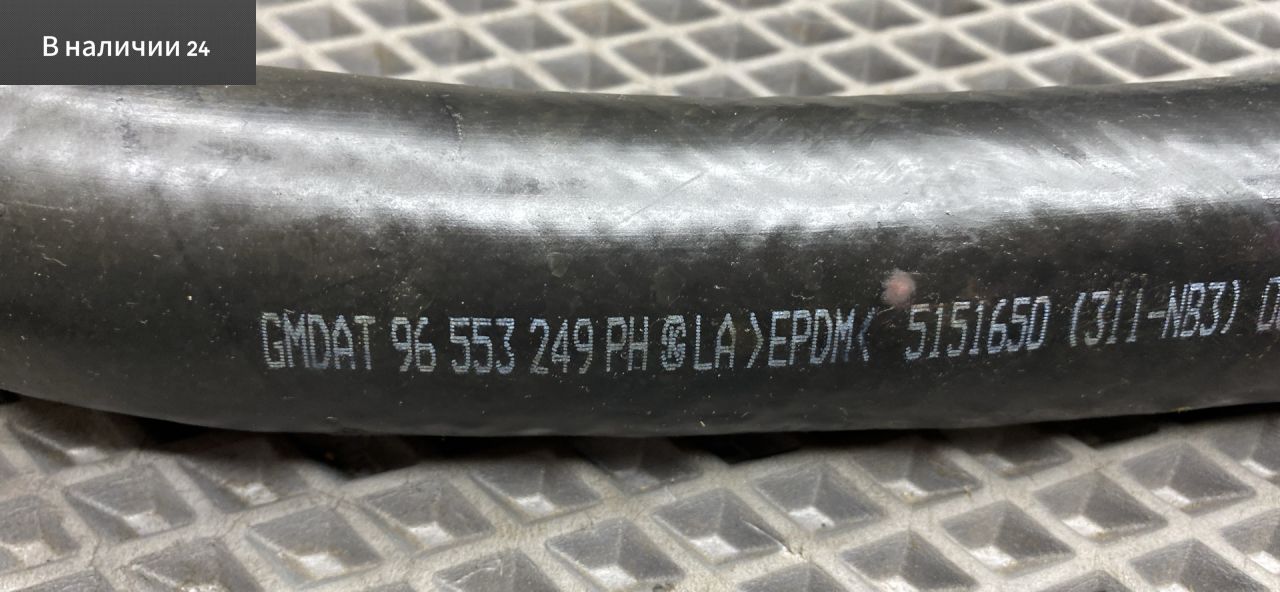 В наличии 24
GMDAT 96 553 249 PH LA >EPDM< 5151650 (311-NB3)